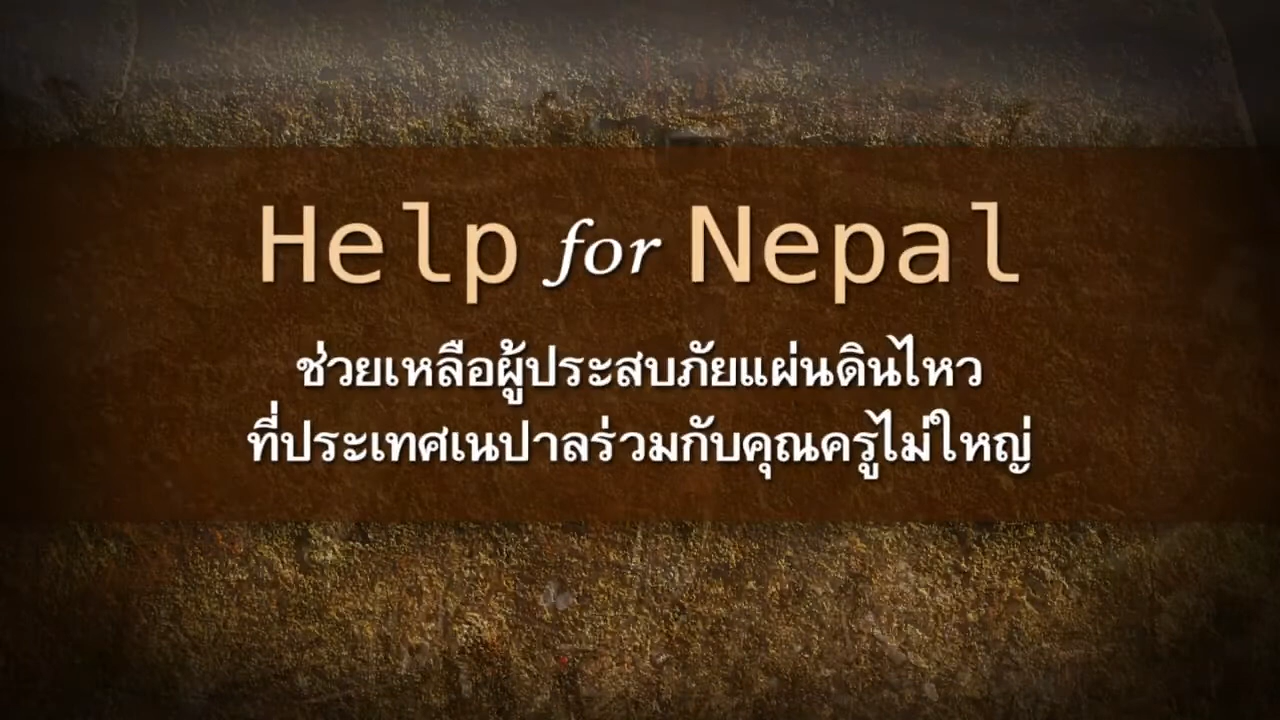 Help for Nepal
ช่วยเหลือผู้ประสบภัยแผ่นดินไหว
ที่ประเทศเนปาลร่วมกับคุณครูไม่ใหญ่